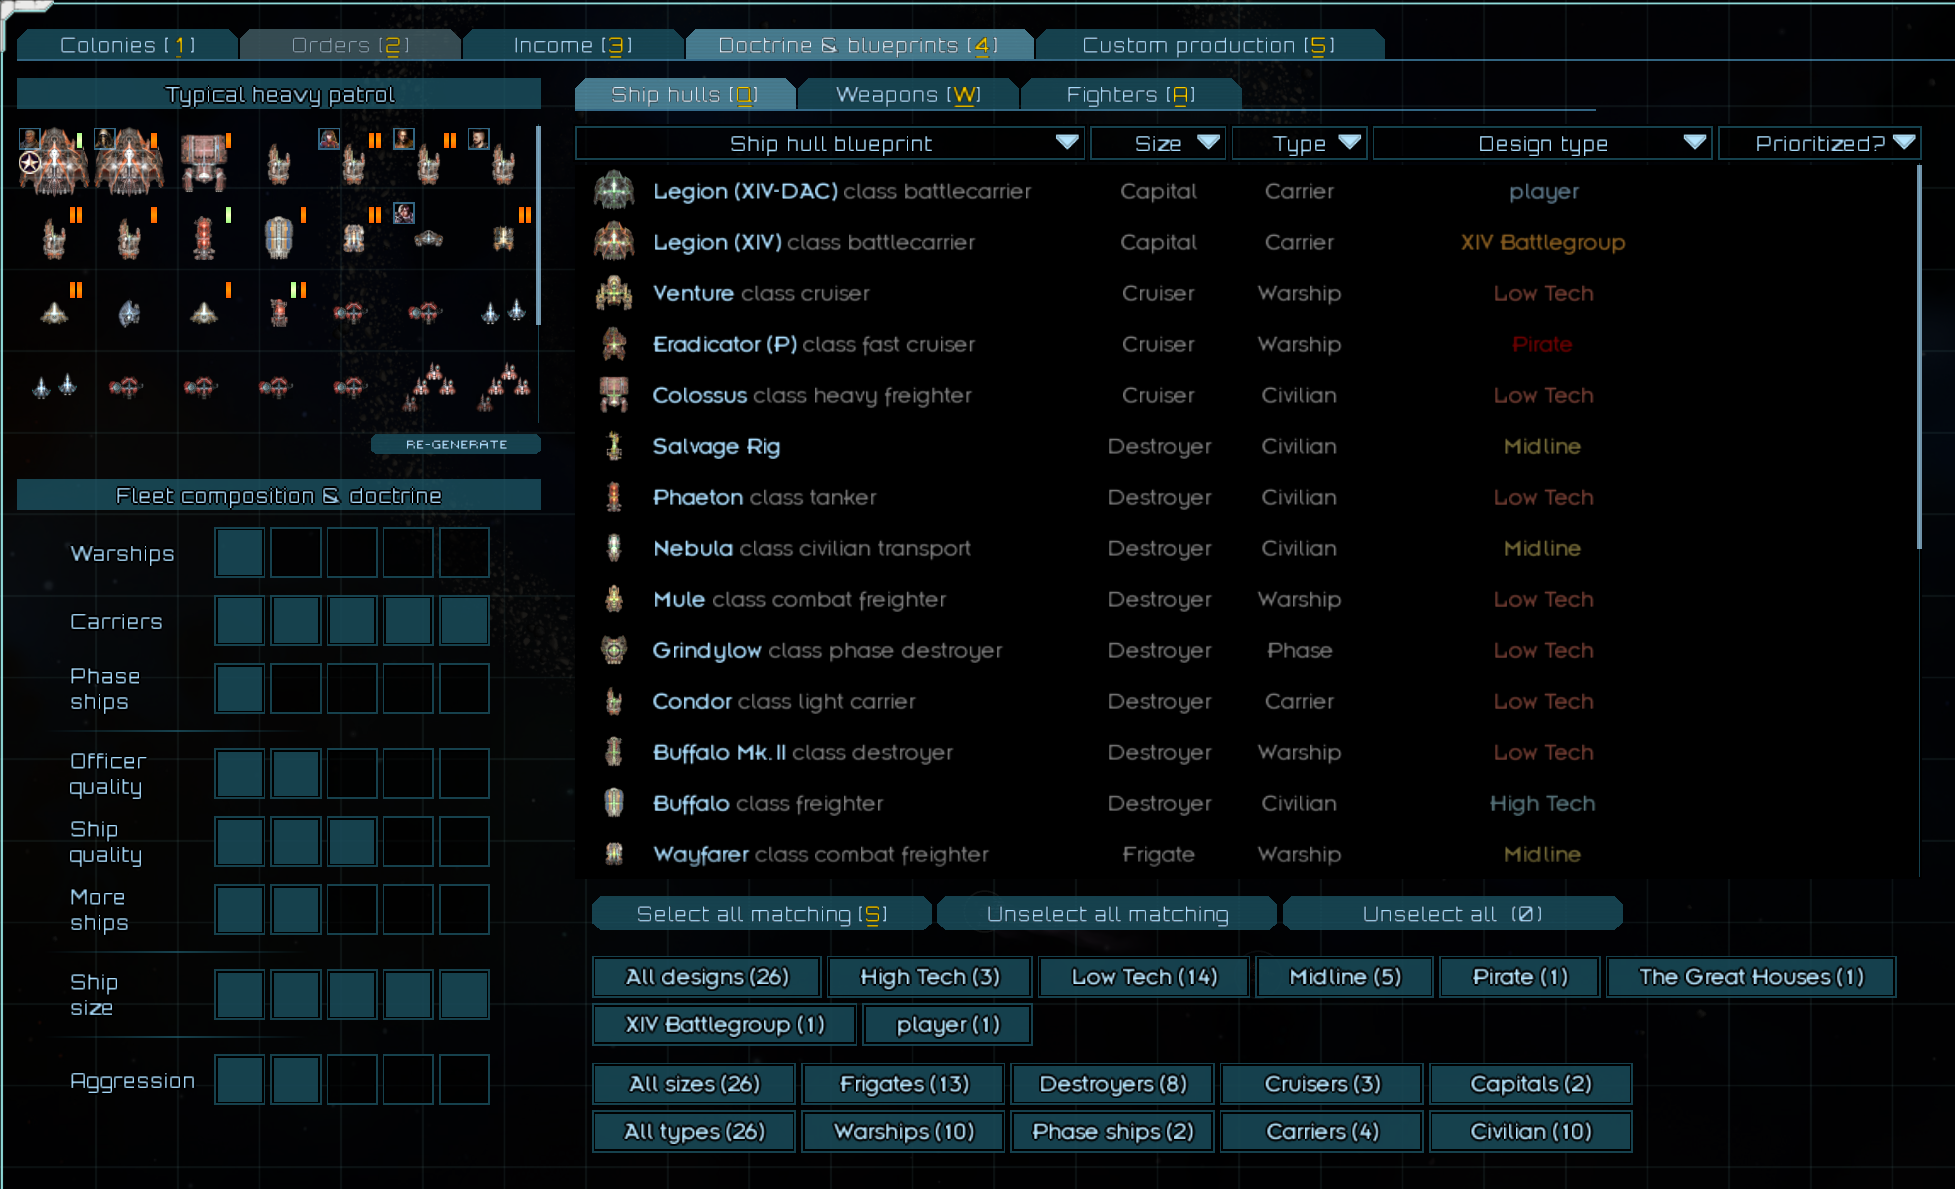 Colonies [1] Orders [2] Income [3] Doctrine & blueprints [4] Custom production [5]
Typical heavy patrol
RE-GENERATE
Fleet composition & doctrine
Warships
Carriers
Phase
ships
Officer
quality
Ship
quality
More
ships
Ship
size
Aggression
Ship hulls [Q] Weapons [W] Fighters [A]
Ship hull blueprint Size Type Design type Prioritized?
Legion (XIV-DAC) class battlecarrier Capital Carrier player
Legion (XIV) class battlecarrier Capital Carrier XIV Battlegroup
Venture class cruiser Cruiser Warship Low Tech
Eradicator (P) class fast cruiser Cruiser Warship Pirate
Colossus class heavy freighter Cruiser Civilian Low Tech
Salvage Rig Destroyer Civilian Midline
Phaeton class tanker Destroyer Civilian Low Tech
Nebula class civilian transport Destroyer Civilian Midline
Mule class combat freighter Destroyer Warship Low Tech
Grindylow class phase destroyer Destroyer Phase Low Tech
Condor class light carrier Destroyer Carrier Low Tech
Buffalo Mk.II class destroyer Destroyer Warship Low Tech
Buffalo class freighter Destroyer Civilian High Tech
Wayfarer class combat freighter Frigate Warship Midline
Select all matching [S] Unselect all matching Unselect all (0)
All designs (26) High Tech (3) Low Tech (14) Midline (5) Pirate (1) The Great Houses (1)
XIV Battlegroup (1) player (1)
All sizes (26) Frigates (13) Destroyers (8) Cruisers (3) Capitals (2)
All types (26) Warships (10) Phase ships (2) Carriers (4) Civilian (10)